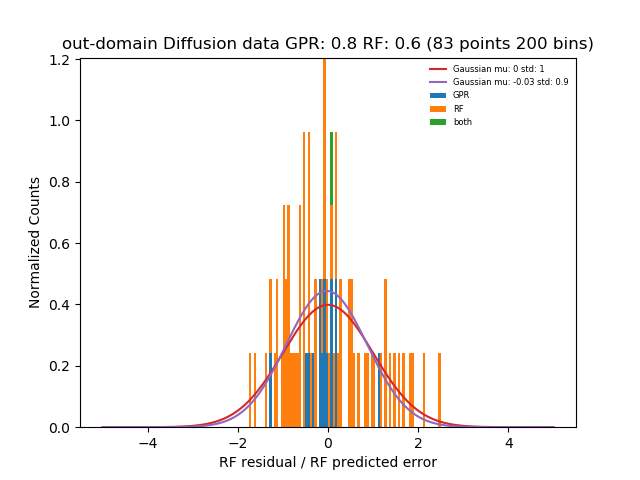 out-domain Diffusion data GPR: 0.8 RF: 0.6 (83 points 200 bins)
Gaussian mu: 0 std: 1
Gaussian mu: -0.03 std: 0.9
GPR
RF
both
Normalized Counts
1.2
1.0
0.8
0.6
0.4
0.2
0.0
−4 −2 0 2 4
RF residual / RF predicted error